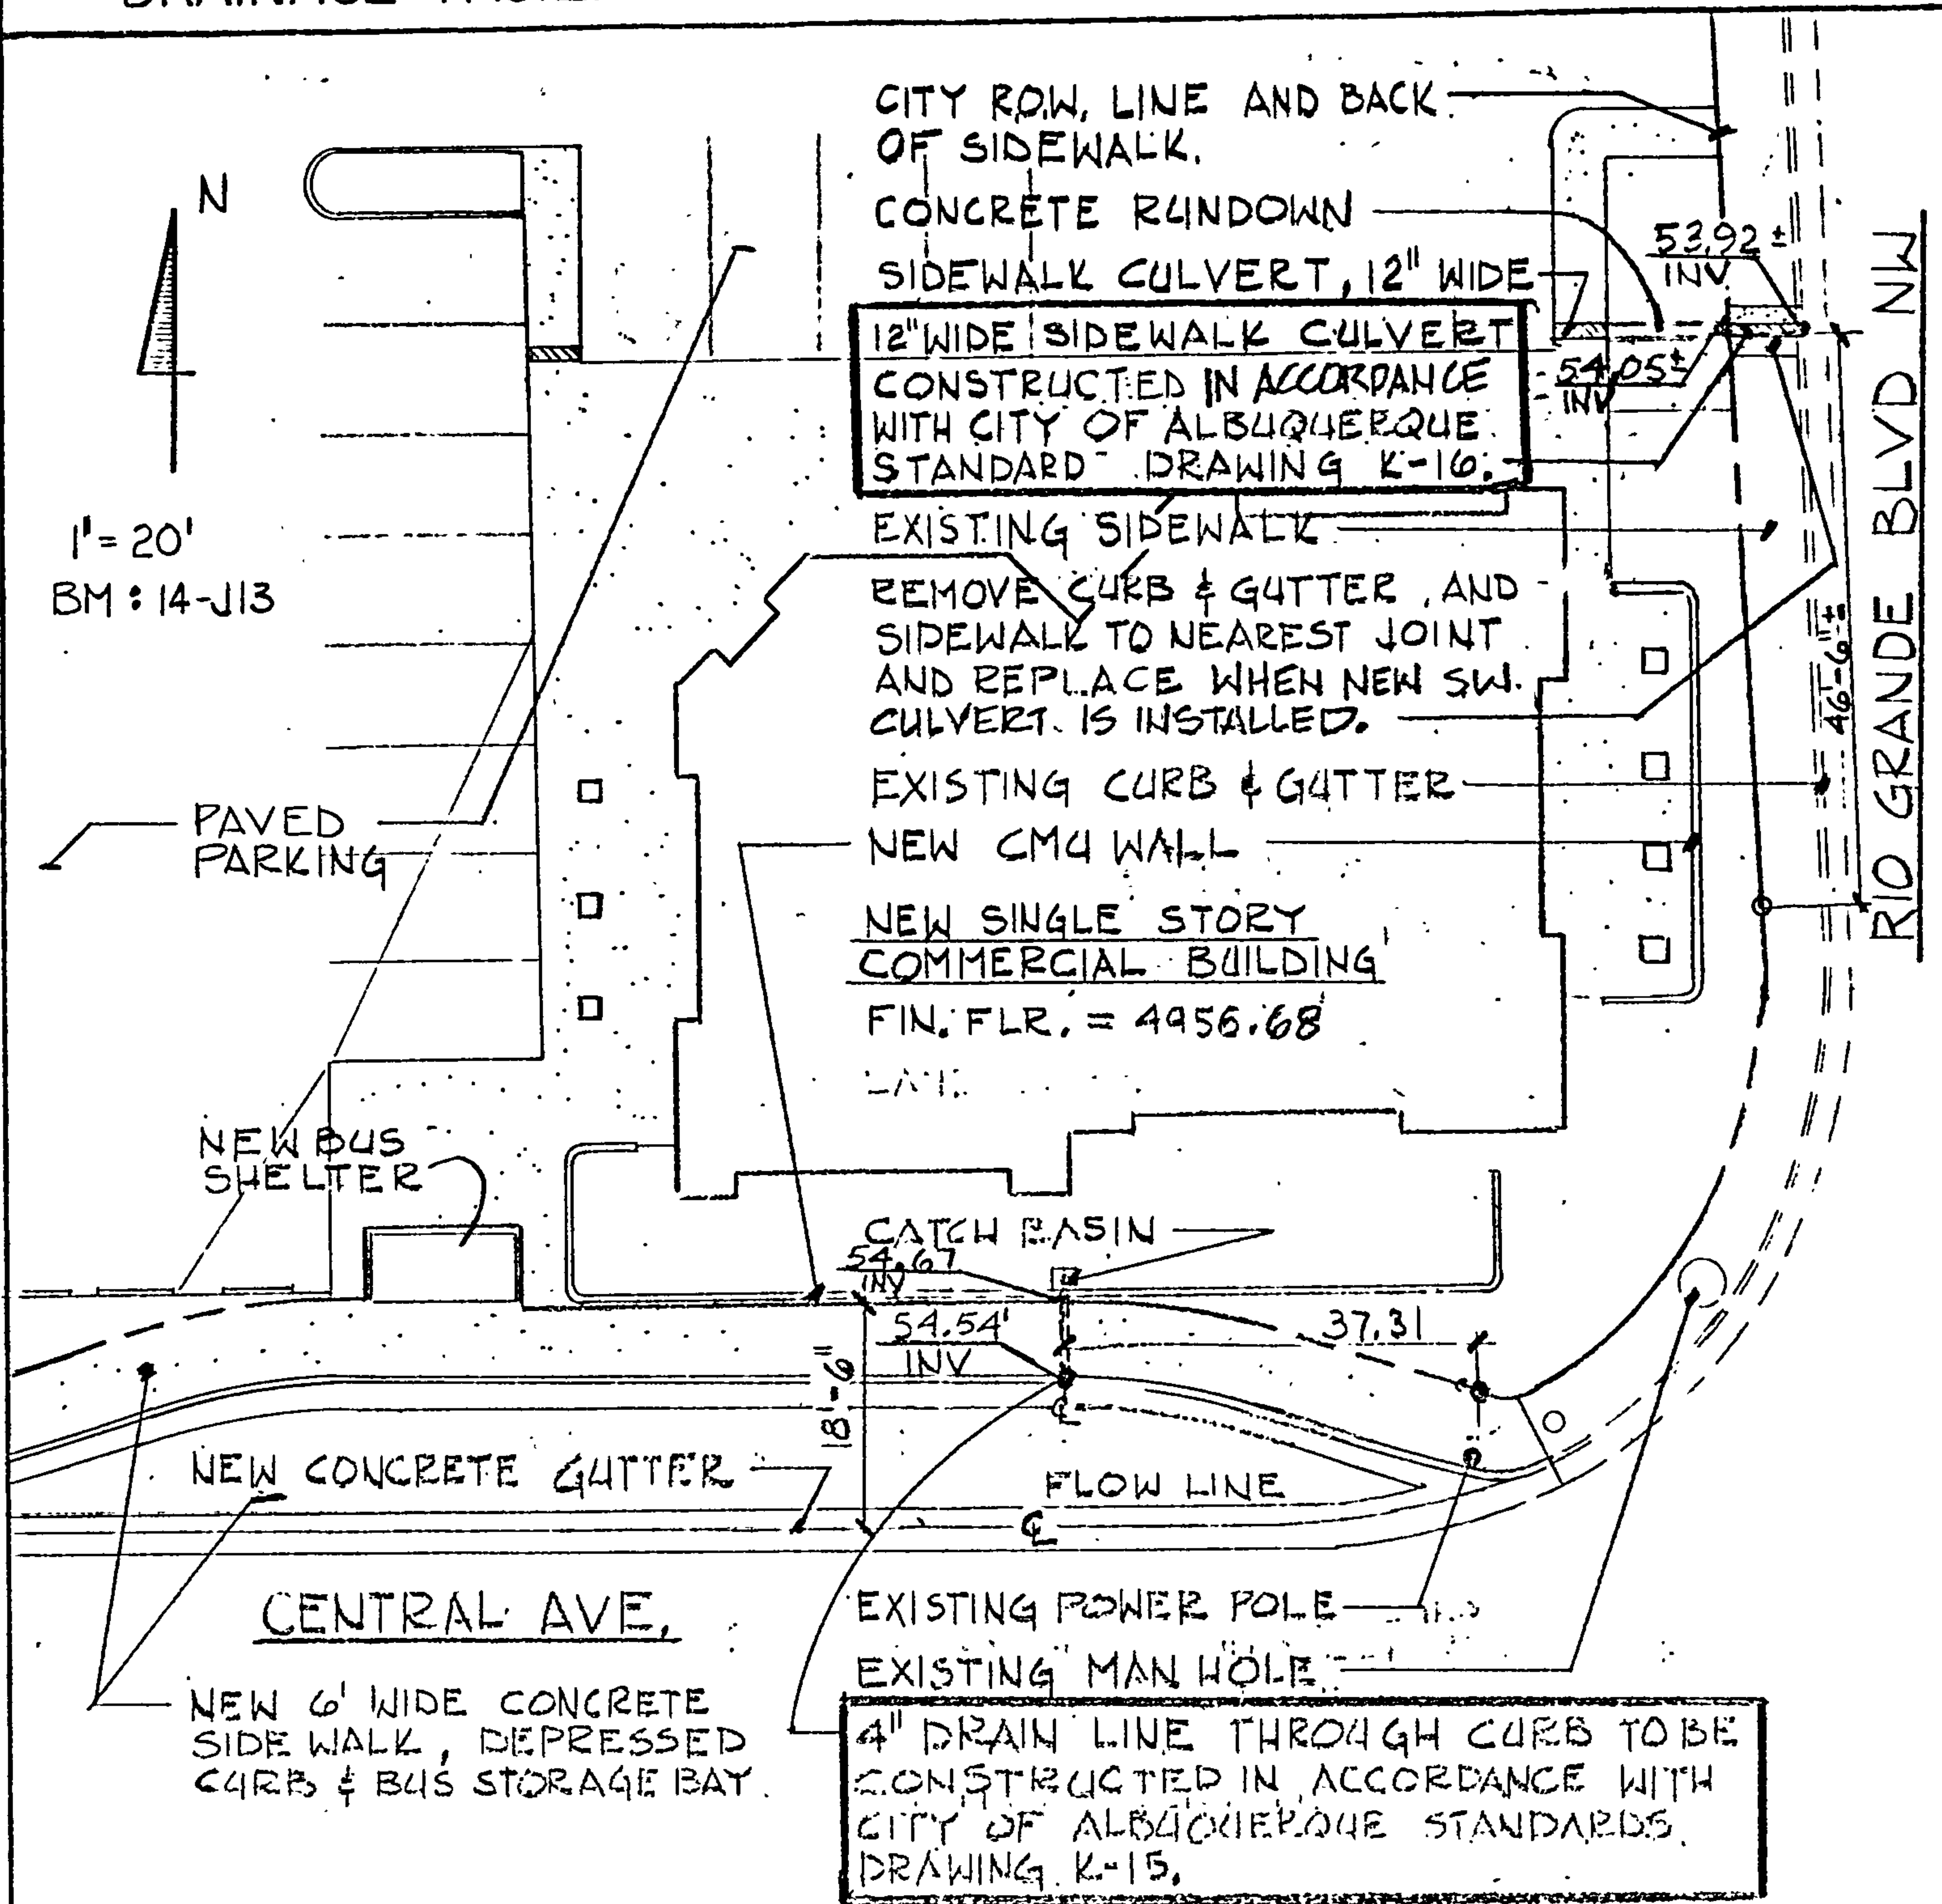 CITY R.O.W. LINE AND BACK
OF SIDEWALK.
CONCRETE RUNDOWN
SIDEWALK CULVERT, 12" WIDE
12" WIDE SIDEWALK CULVERT
CONSTRUCTED IN ACCORDANCE
WITH CITY OF ALBUQUERQUE
STANDARD DRAWING K-16.
EXISTING SIDEWALK
REMOVE CURB & GUTTER, AND
SIDEWALK TO NEAREST JOINT
AND REPLACE WHEN NEW SW.
CULVERT IS INSTALLED.
EXISTING CURB & GUTTER
NEW CMU WALL
NEW SINGLE STORY
COMMERCIAL BUILDING
FIN. FLR. = 4956.68'
N
1" = 20'
BM : 14-J13
PAVED
PARKING
NEW BUS
SHELTER
53.92 ±
INV
54.05±
INV
46'-6"±
RIO GRANDE BLVD NW
CATCH BASIN
54.67
INV
54.54'
INV
37.31
18'-6"
℄
NEW CONCRETE GUTTER
FLOW LINE
℄
CENTRAL AVE.
EXISTING POWER POLE
EXISTING MAN HOLE
NEW 6' WIDE CONCRETE
SIDE WALK, DEPRESSED
CURB & BUS STORAGE BAY.
4" DRAIN LINE THROUGH CURB TO BE
CONSTRUCTED IN ACCORDANCE WITH
CITY OF ALBUQUERQUE STANDARDS
DRAWING K-15.